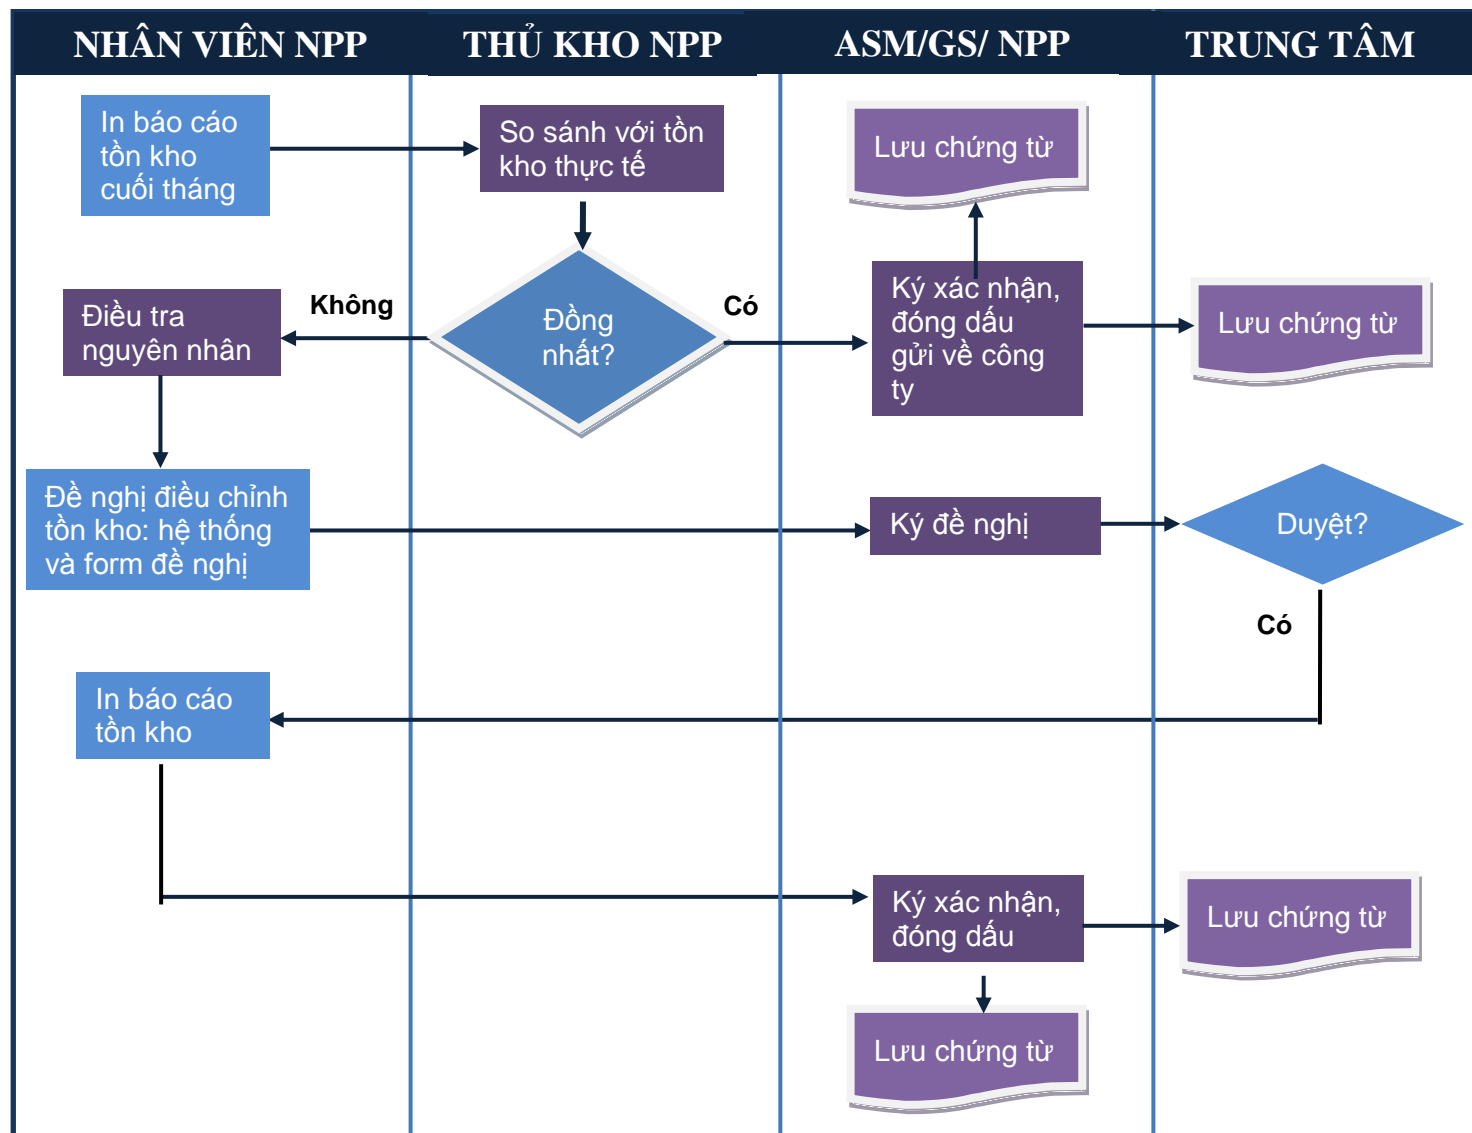 NHÂN VIÊN NPP
THỦ KHO NPP
ASM/GS/ NPP
TRUNG TÂM
In báo cáo
tồn kho
cuối tháng
So sánh với tồn
kho thực tế
Lưu chứng từ
Điều tra
nguyên nhân
Không
Đồng
nhất?
Có
Ký xác nhận,
đóng dấu
gửi về công
ty
Lưu chứng từ
Đề nghị điều chỉnh
tồn kho: hệ thống
và form đề nghị
Ký đề nghị
Duyệt?
Có
In báo cáo
tồn kho
Ký xác nhận,
đóng dấu
Lưu chứng từ
Lưu chứng từ